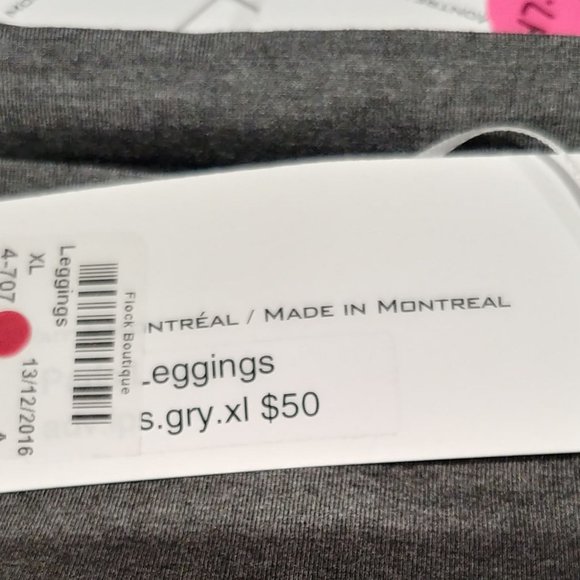 NTRÉAL / MADE IN MONTREAL
Leggings
s.gry.xl $50
Flock Boutique
Leggings
XL
13/12/2016
4-707